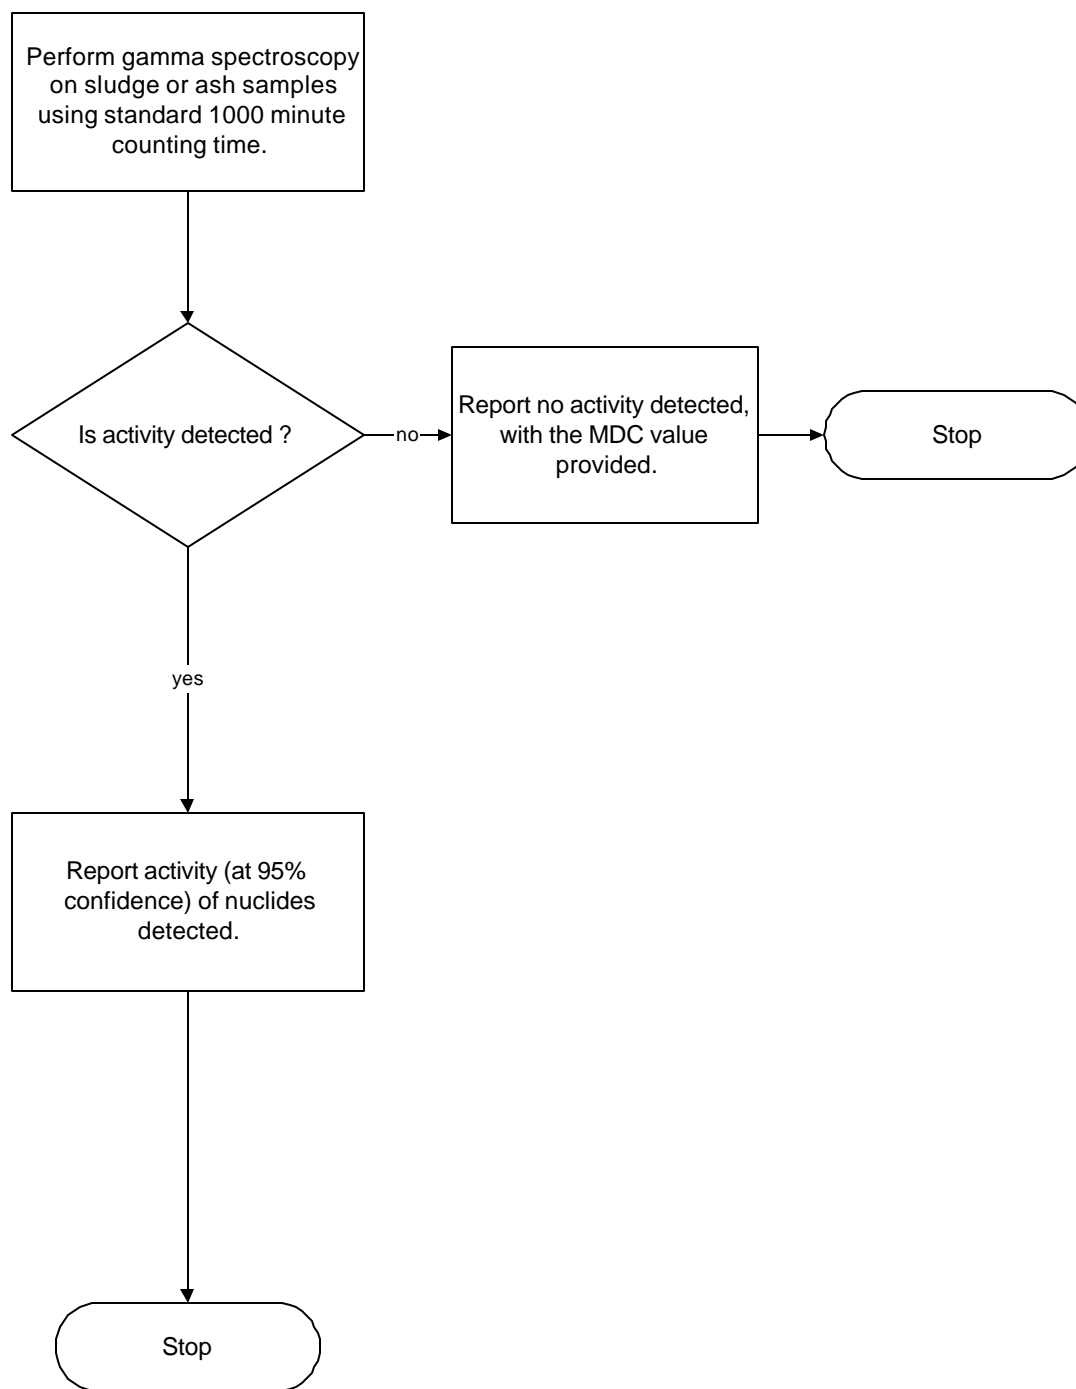 Perform gamma spectroscopy
on sludge or ash samples
using standard 1000 minute
counting time.
Is activity detected ?
no
Report no activity detected,
with the MDC value
provided.
Stop
yes
Report activity (at 95%
confidence) of nuclides
detected.
Stop